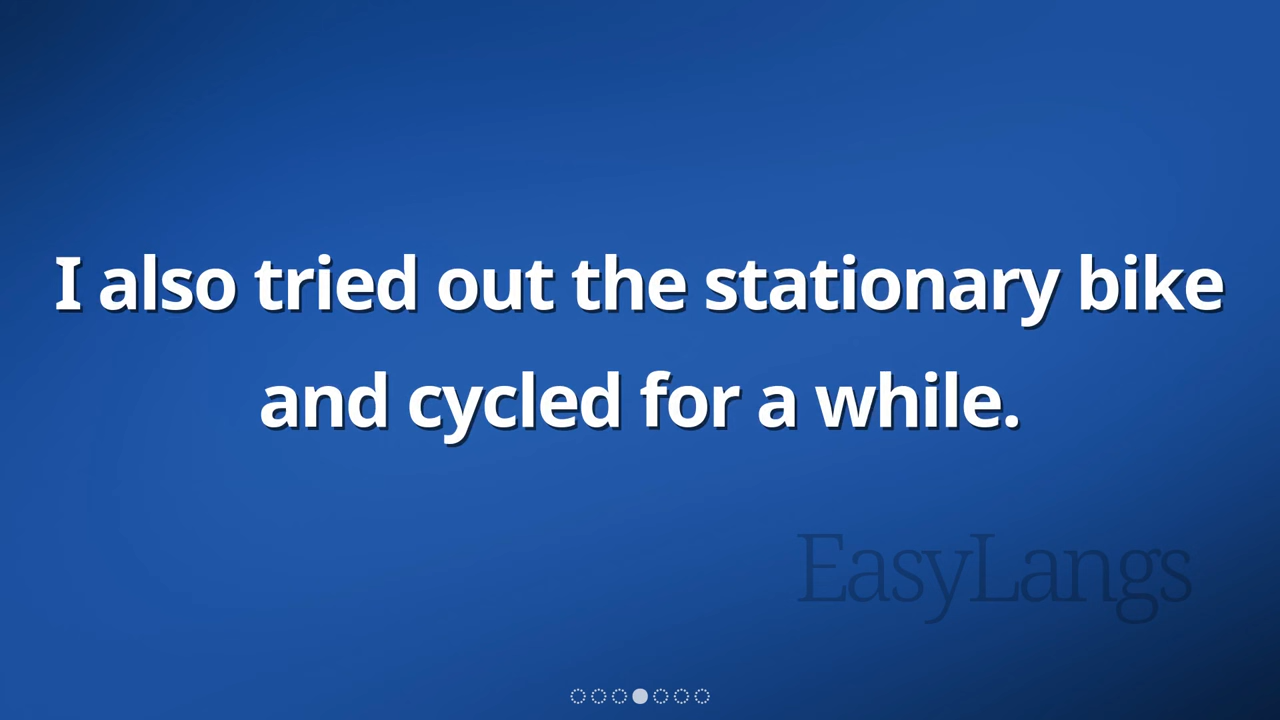 I also tried out the stationary bike
and cycled for a while.
EasyLangs